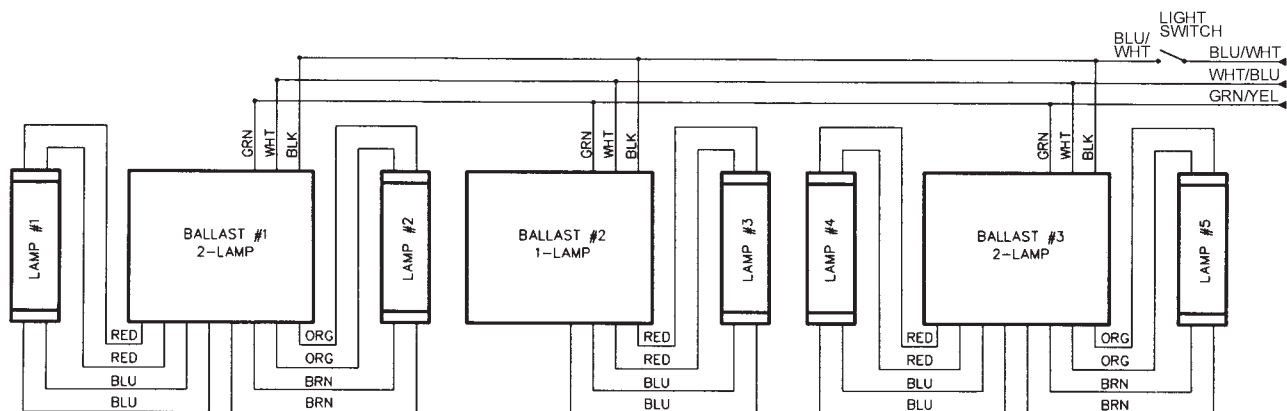 LIGHT
SWITCH
BLU/
WHT
BLU/WHT
WHT/BLU
GRN/YEL
GRN
WHT
BLK
GRN
WHT
BLK
GRN
WHT
BLK
LAMP #1
BALLAST #1
2-LAMP
LAMP #2
BALLAST #2
1-LAMP
LAMP #3
LAMP #4
BALLAST #3
2-LAMP
LAMP #5
RED
ORG
RED
RED
ORG
RED
ORG
RED
RED
ORG
BLU
BRN
BLU
BLU
BRN
BLU
BRN
BLU
BLU
BRN